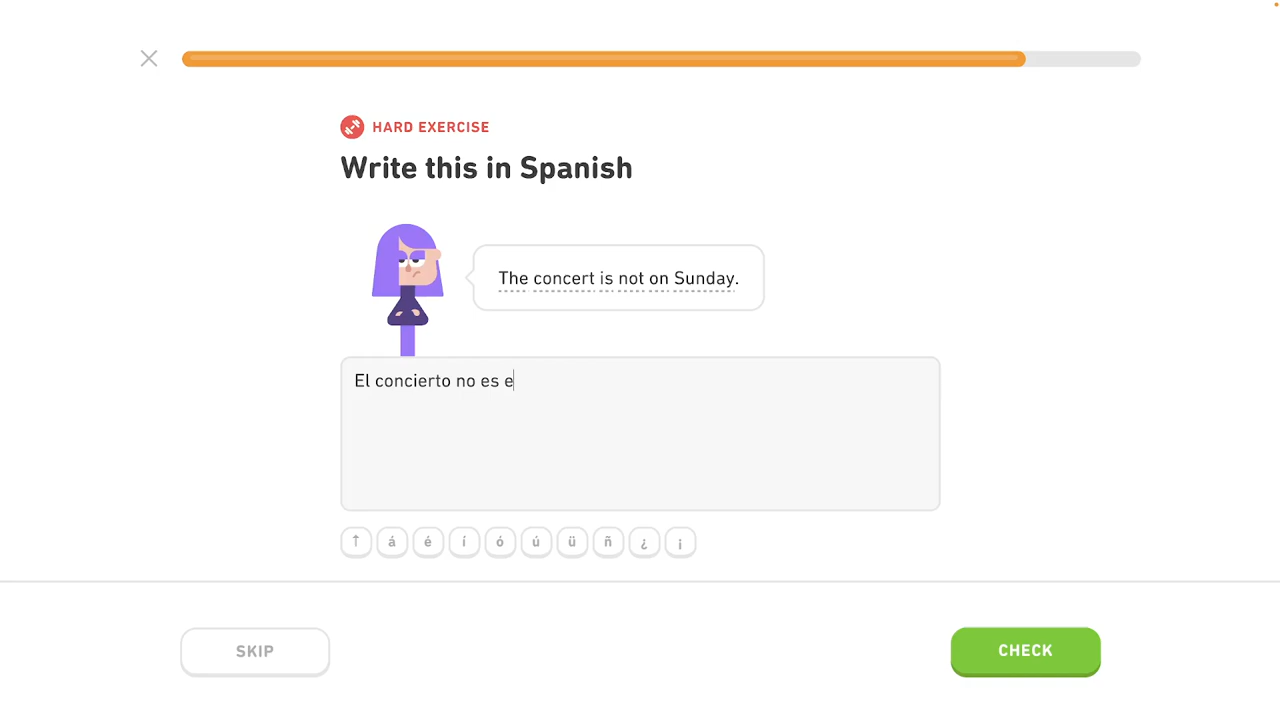 HARD EXERCISE
Write this in Spanish
The concert is not on Sunday.
El concierto no es e
↑ á é í ó ú ü ñ ¿ ¡
SKIP
CHECK